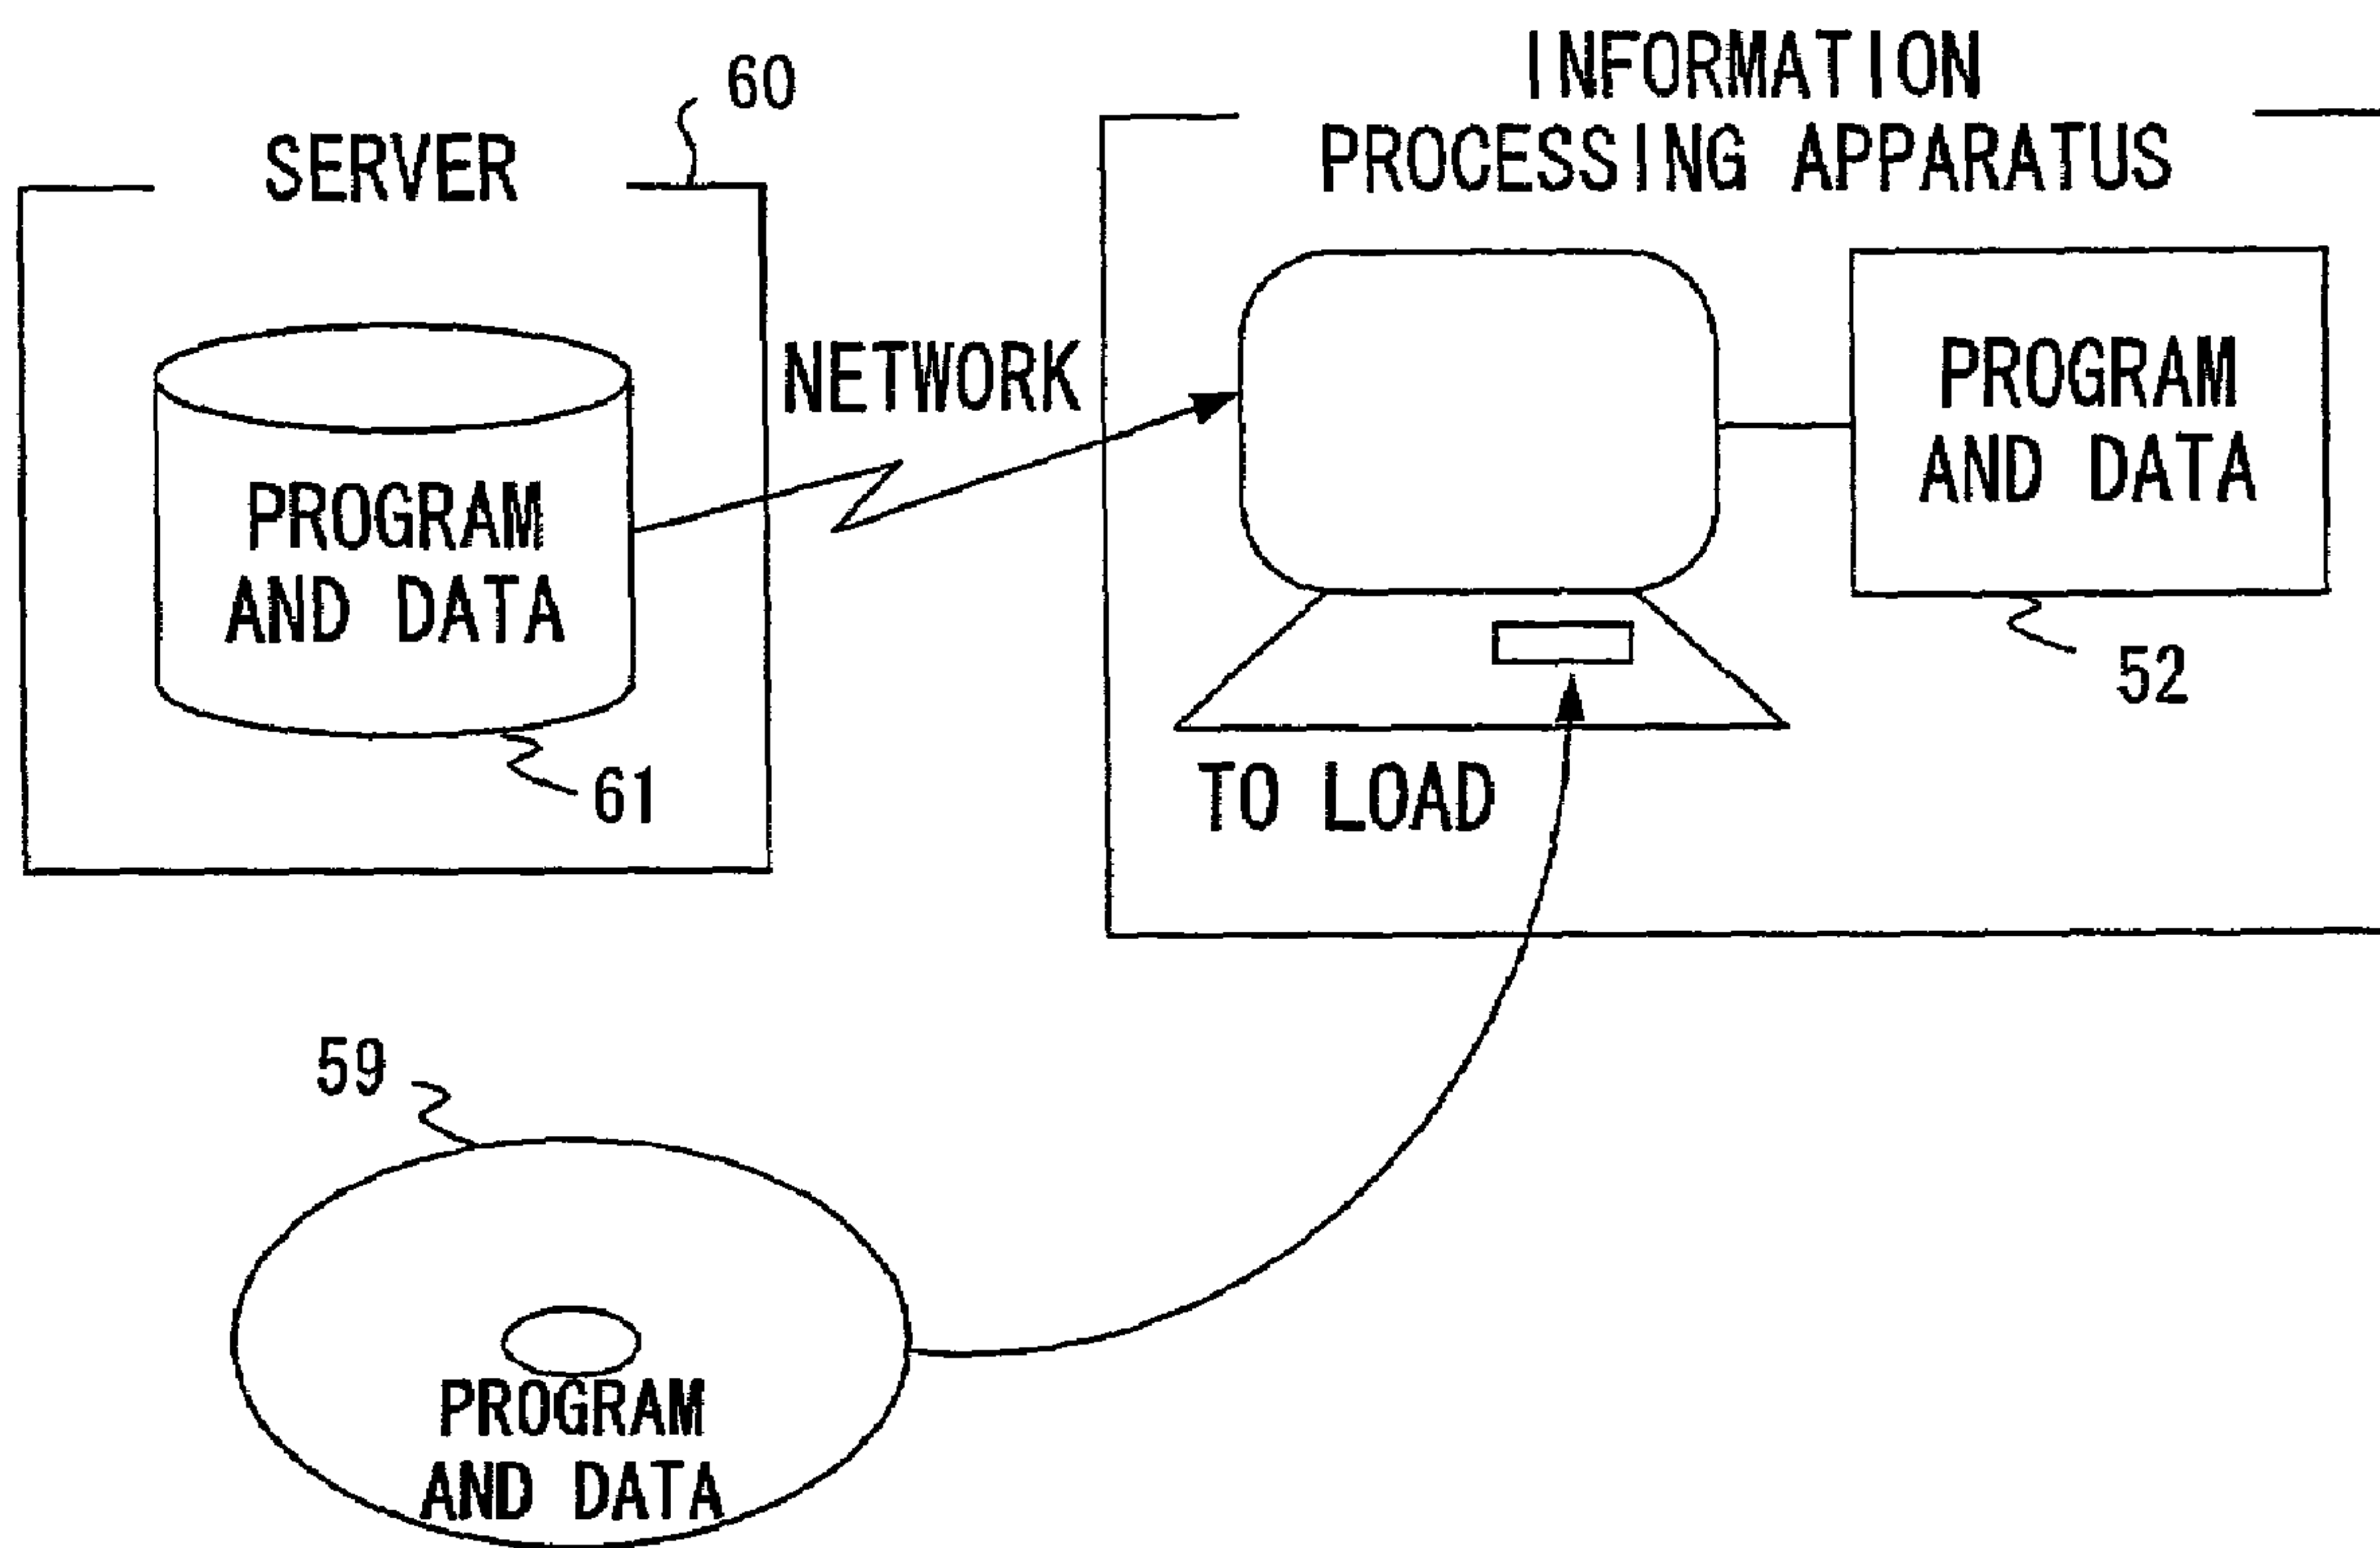 60
SERVER
PROGRAM
AND DATA
61
NETWORK
INFORMATION
PROCESSING APPARATUS
PROGRAM
AND DATA
52
TO LOAD
59
PROGRAM
AND DATA